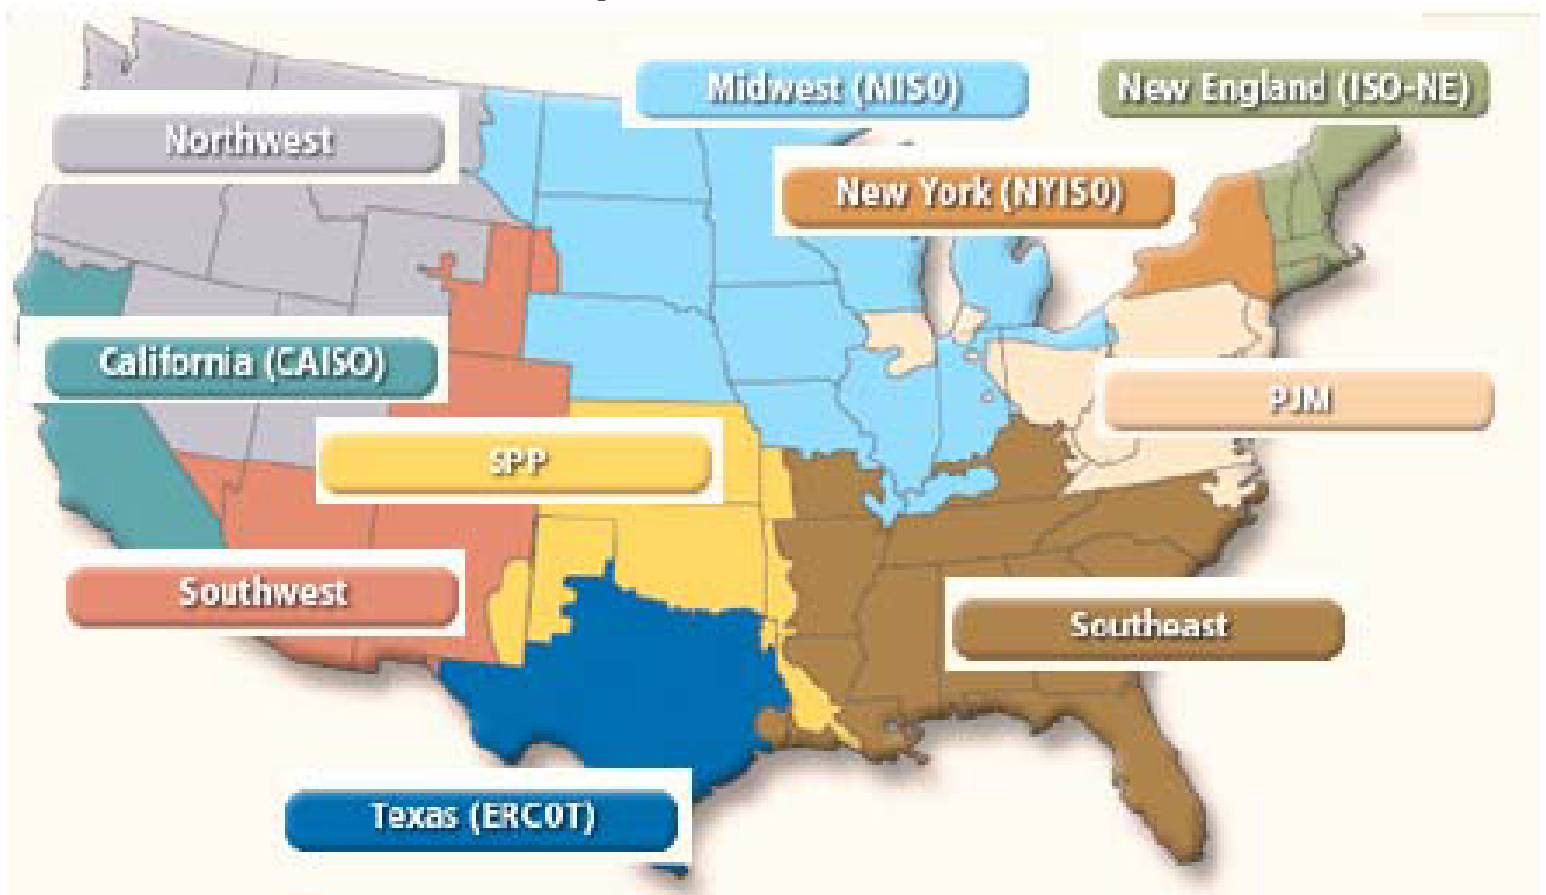 Midwest (MISO)
New England (ISO-NE)
Northwest
New York (NYISO)
California (CAISO)
PJM
SPP
Southwest
Southeast
Texas (ERCOT)